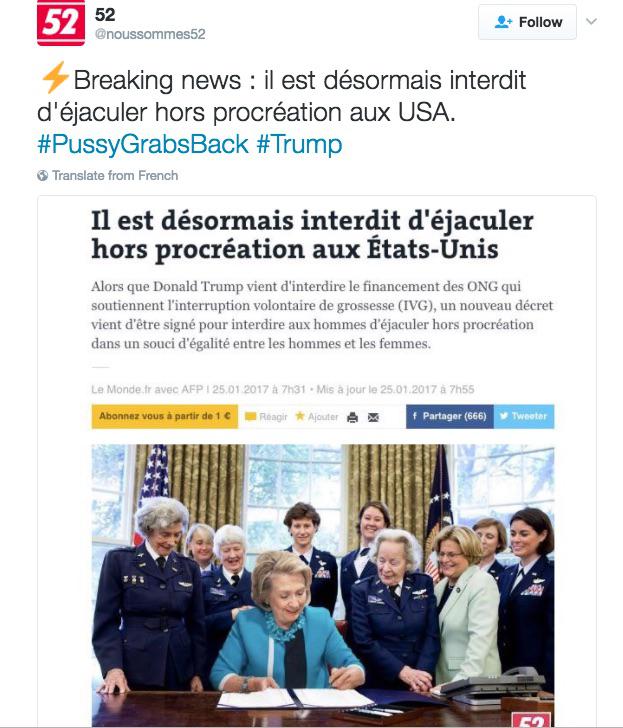 52
52
@noussommes52
Follow
⚡Breaking news : il est désormais interdit
d'éjaculer hors procréation aux USA.
#PussyGrabsBack #Trump
Translate from French
Il est désormais interdit d'éjaculer
hors procréation aux États-Unis
Alors que Donald Trump vient d'interdire le financement des ONG qui
soutiennent l'interruption volontaire de grossesse (IVG), un nouveau décret
vient d'être signé pour interdire aux hommes d'éjaculer hors procréation
dans un souci d'égalité entre les hommes et les femmes.
Le Monde.fr avec AFP | 25.01.2017 à 7h31 • Mis à jour le 25.01.2017 à 7h55
Abonnez vous à partir de 1 € Réagir Ajouter f Partager (666) Tweeter
52